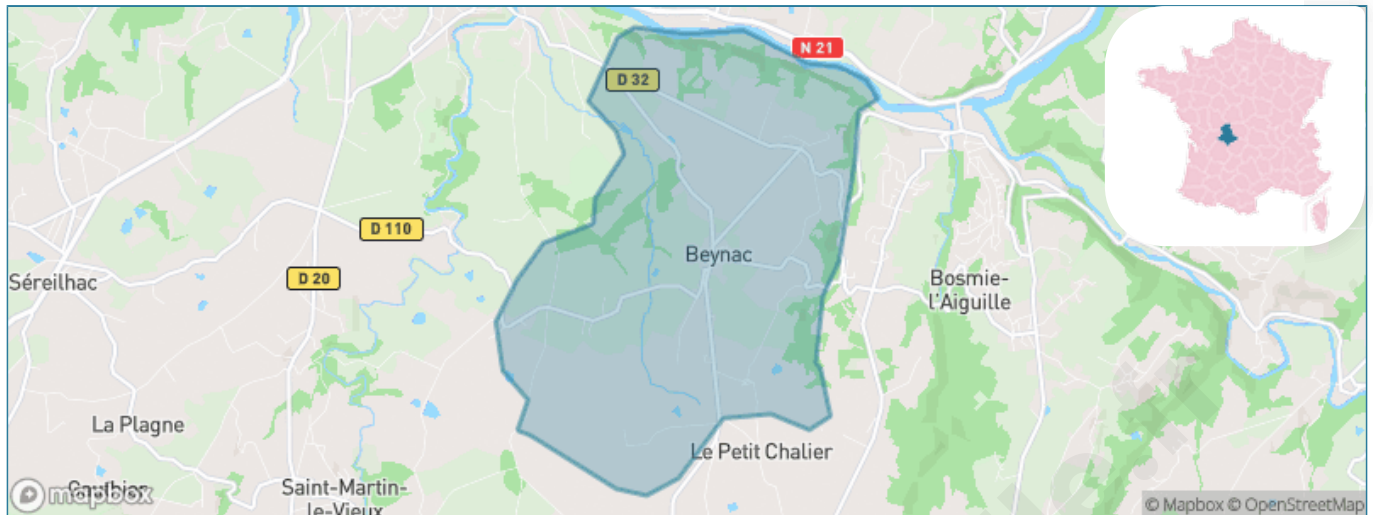 N 21
D 32
D 110
Beynac
D 20
Séreilhac
Bosmie-
l'Aiguille
La Plagne
Le Petit Chalier
Gauthier
mapbox
Saint-Martin-
le-Vieux
© Mapbox © OpenStreetMap